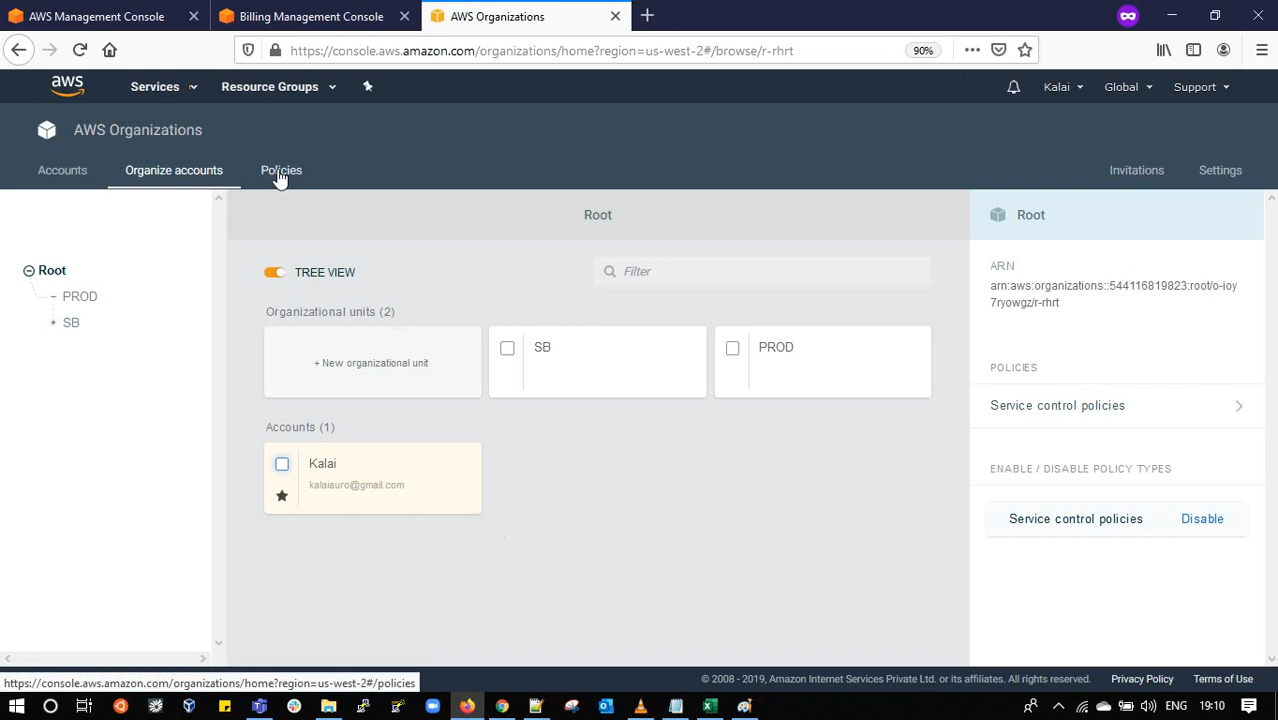 AWS Management Console
Billing Management Console
AWS Organizations
https://console.aws.amazon.com/organizations/home?region=us-west-2#/browse/r-rhrt
90%
aws
Services
Resource Groups
Kalai
Global
Support
AWS Organizations
Accounts
Organize accounts
Policies
Invitations
Settings
Root
PROD
SB
Root
TREE VIEW
Filter
Organizational units (2)
+ New organizational unit
SB
PROD
Accounts (1)
Kalai
kalaiauro@gmail.com
Root
ARN
arn:aws:organizations::544116819823:root/o-ioy
7ryowgz/r-rhrt
POLICIES
Service control policies
ENABLE / DISABLE POLICY TYPES
Service control policies
Disable
https://console.aws.amazon.com/organizations/home?region=us-west-2#/policies
© 2008 - 2019, Amazon Internet Services Private Ltd. or its affiliates. All rights reserved.
Privacy Policy
Terms of Use
ENG
19:10